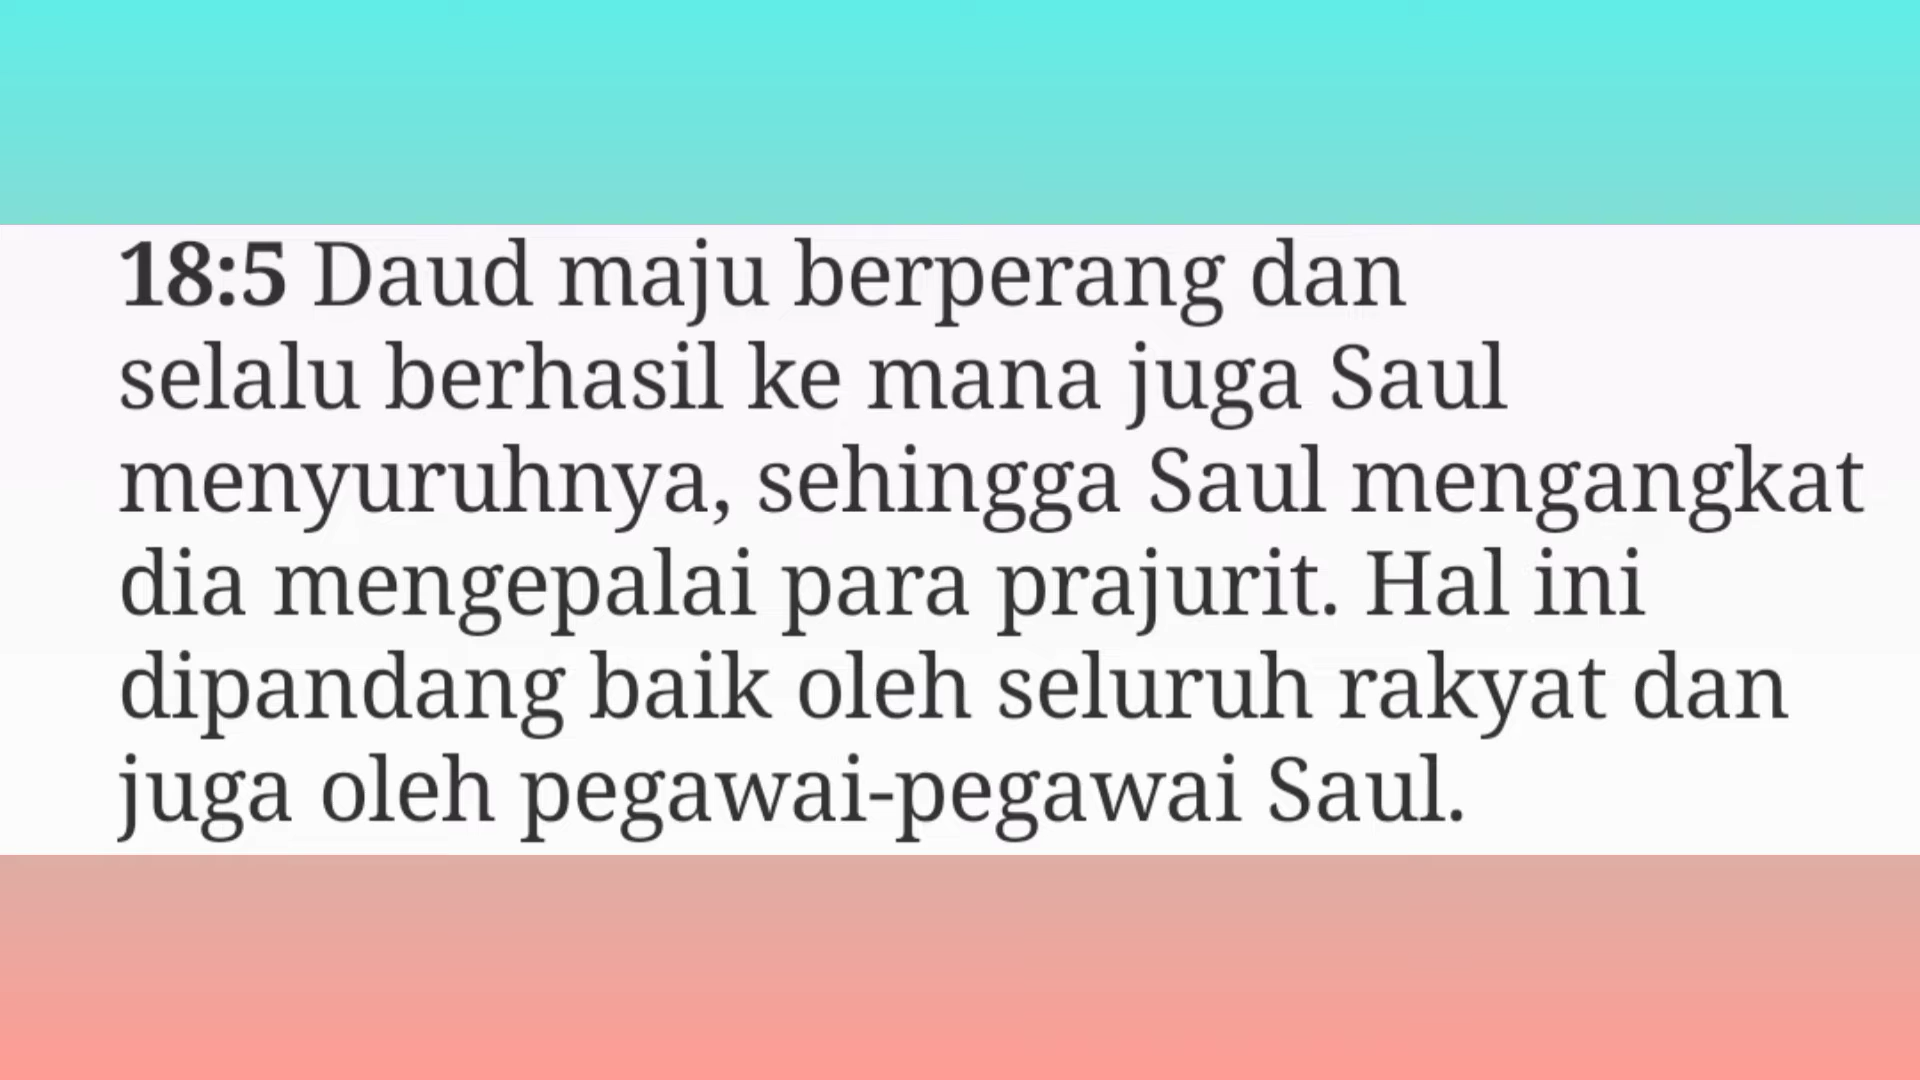 18:5 Daud maju berperang dan
selalu berhasil ke mana juga Saul
menyuruhnya, sehingga Saul mengangkat
dia mengepalai para prajurit. Hal ini
dipandang baik oleh seluruh rakyat dan
juga oleh pegawai-pegawai Saul.